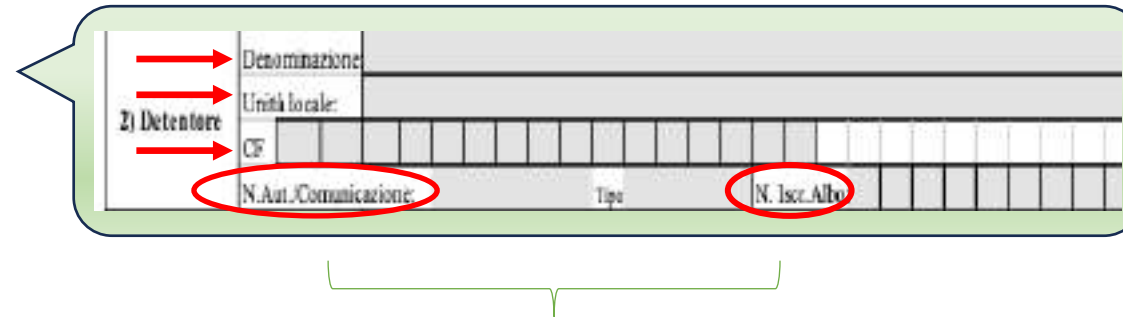 Denominazione
Unità locale:
2) Detentore
CF
N.Aut./Comunicazione: Tipo N. Iscr.Albo: